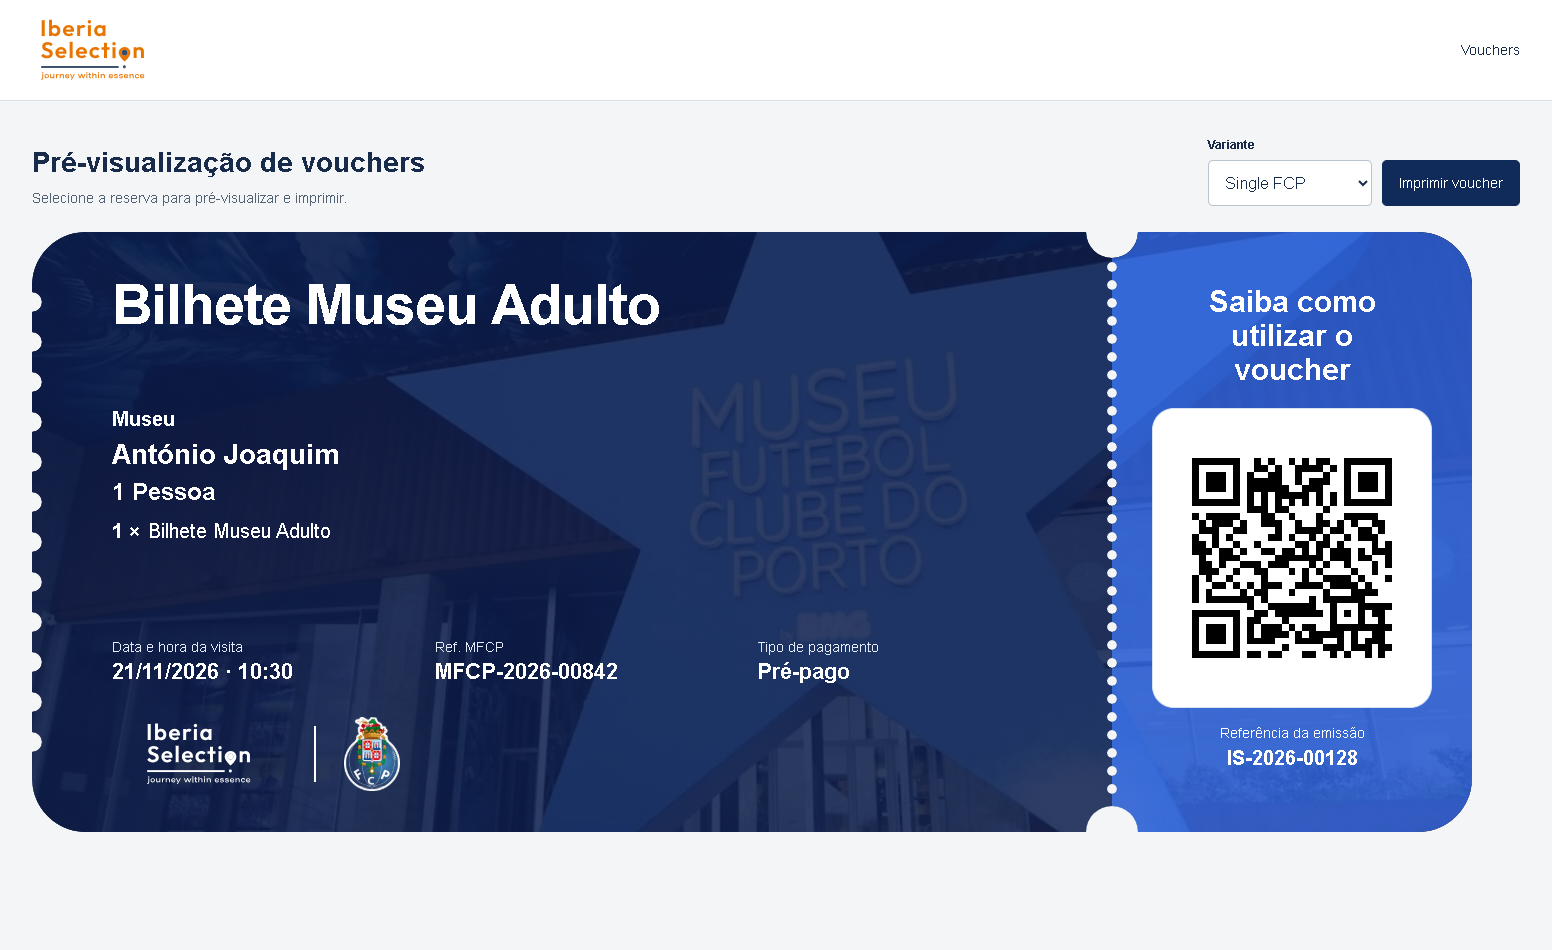 Iberia
Selection
journey within essence
Vouchers
Pré-visualização de vouchers
Selecione a reserva para pré-visualizar e imprimir.
Variante
Single FCP
Imprimir voucher
Bilhete Museu Adulto
Museu
António Joaquim
1 Pessoa
1 × Bilhete Museu Adulto
MUSEU
FUTEBOL
CLUBE DO
PORTO
Data e hora da visita
21/11/2026 · 10:30
Ref. MFCP
MFCP-2026-00842
Tipo de pagamento
Pré-pago
Iberia
Selection
journey within essence
FCP
Saiba como
utilizar o
voucher
Referência da emissão
IS-2026-00128